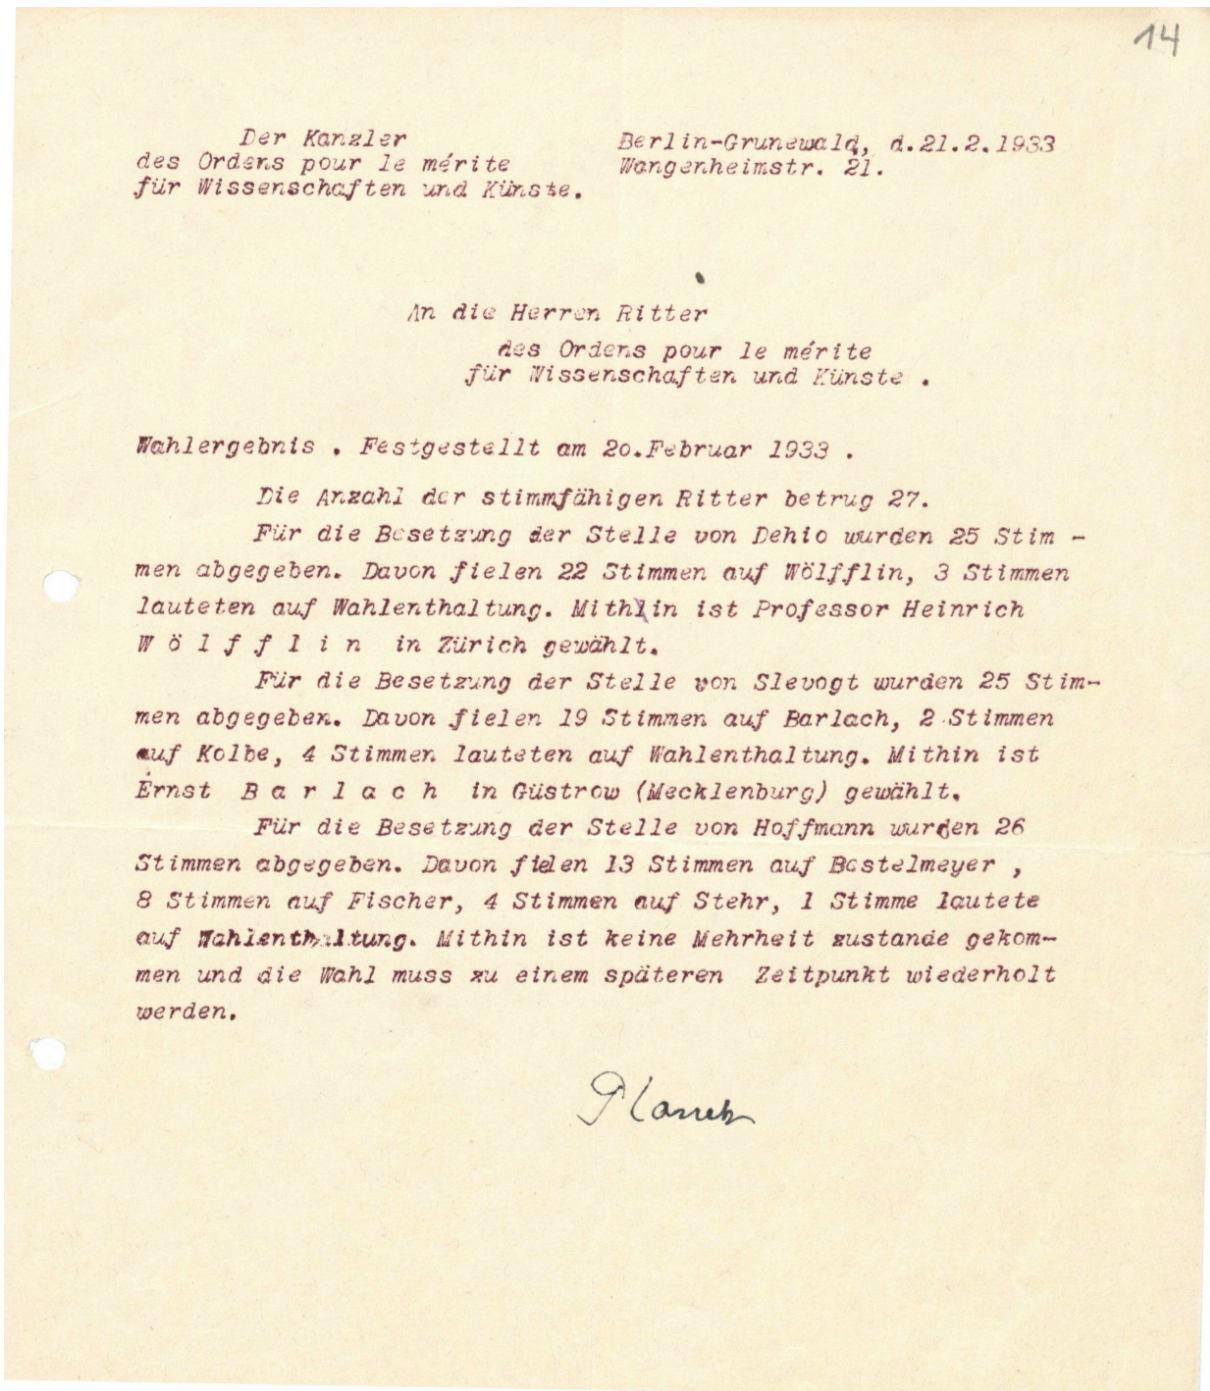 14
Der Kanzler
des Ordens pour le mérite
für Wissenschaften und Künste.
Berlin-Grunewald, d.21.2.1933
Wangenheimstr. 21.
An die Herren Ritter
des Ordens pour le mérite
für Wissenschaften und Künste .
Wahlergebnis . Festgestellt am 20.Februar 1933 .
Die Anzahl der stimmfähigen Ritter betrug 27.
Für die Besetzung der Stelle von Dehio wurden 25 Stim -
men abgegeben. Davon fielen 22 Stimmen auf Wölfflin, 3 Stimmen
lauteten auf Wahlenthaltung. Mithin ist Professor Heinrich
W ö l f f l i n in Zürich gewählt.
Für die Besetzung der Stelle von Slevogt wurden 25 Stim-
men abgegeben. Davon fielen 19 Stimmen auf Barlach, 2 Stimmen
auf Kolbe, 4 Stimmen lauteten auf Wahlenthaltung. Mithin ist
Ernst B a r l a c h in Güstrow (Mecklenburg) gewählt.
Für die Besetzung der Stelle von Hoffmann wurden 26
Stimmen abgegeben. Davon fielen 13 Stimmen auf Bestelmeyer ,
8 Stimmen auf Fischer, 4 Stimmen auf Stehr, 1 Stimme lautete
auf Wahlenthaltung. Mithin ist keine Mehrheit zustande gekom-
men und die Wahl muss zu einem späteren Zeitpunkt wiederholt
werden.
Planck